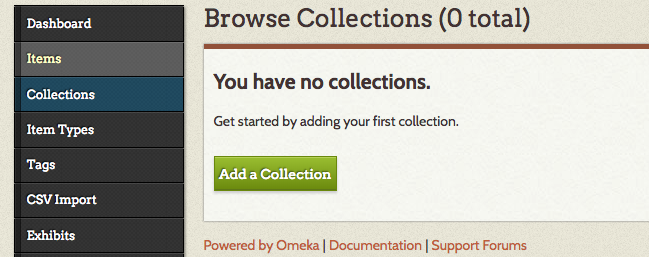 Dashboard
Items
Collections
Item Types
Tags
CSV Import
Exhibits
Browse Collections (0 total)
You have no collections.
Get started by adding your first collection.
Add a Collection
Powered by Omeka | Documentation | Support Forums